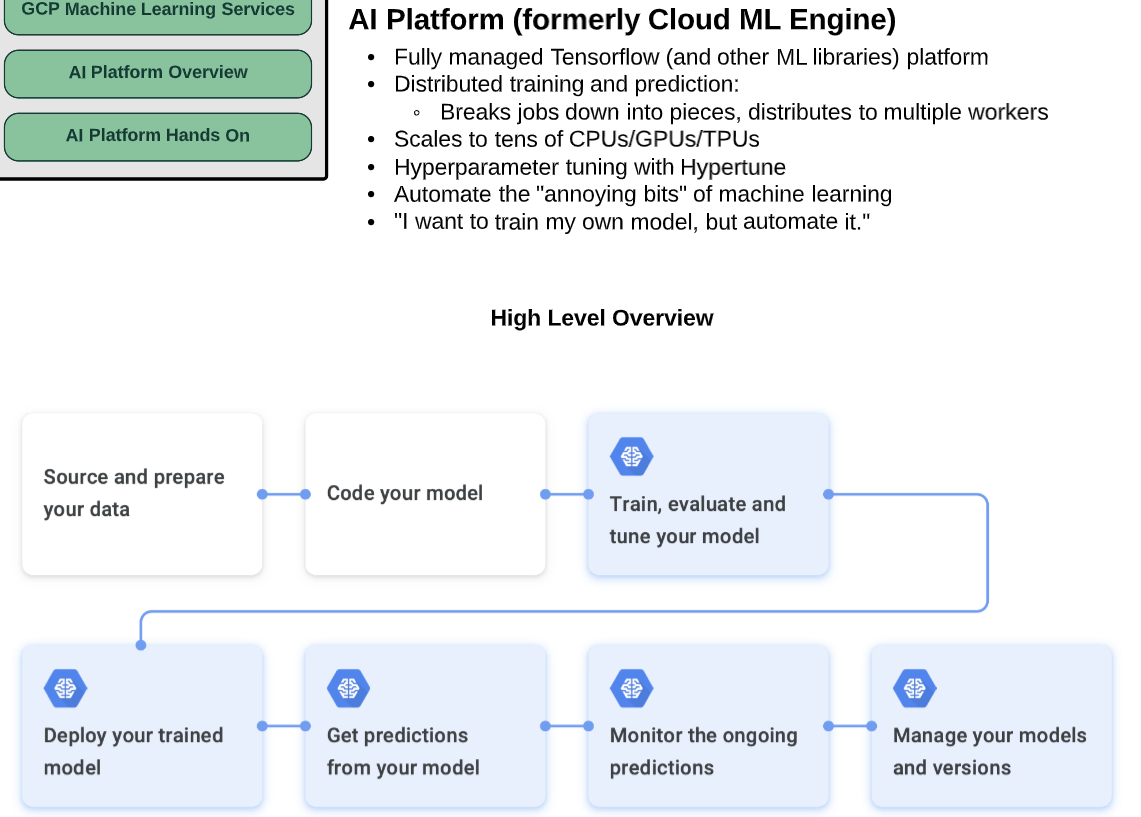 GCP Machine Learning Services
AI Platform Overview
AI Platform Hands On
AI Platform (formerly Cloud ML Engine)
• Fully managed Tensorflow (and other ML libraries) platform
• Distributed training and prediction:
◦ Breaks jobs down into pieces, distributes to multiple workers
• Scales to tens of CPUs/GPUs/TPUs
• Hyperparameter tuning with Hypertune
• Automate the "annoying bits" of machine learning
• "I want to train my own model, but automate it."
High Level Overview
Source and prepare
your data
Code your model
Train, evaluate and
tune your model
Deploy your trained
model
Get predictions
from your model
Monitor the ongoing
predictions
Manage your models
and versions